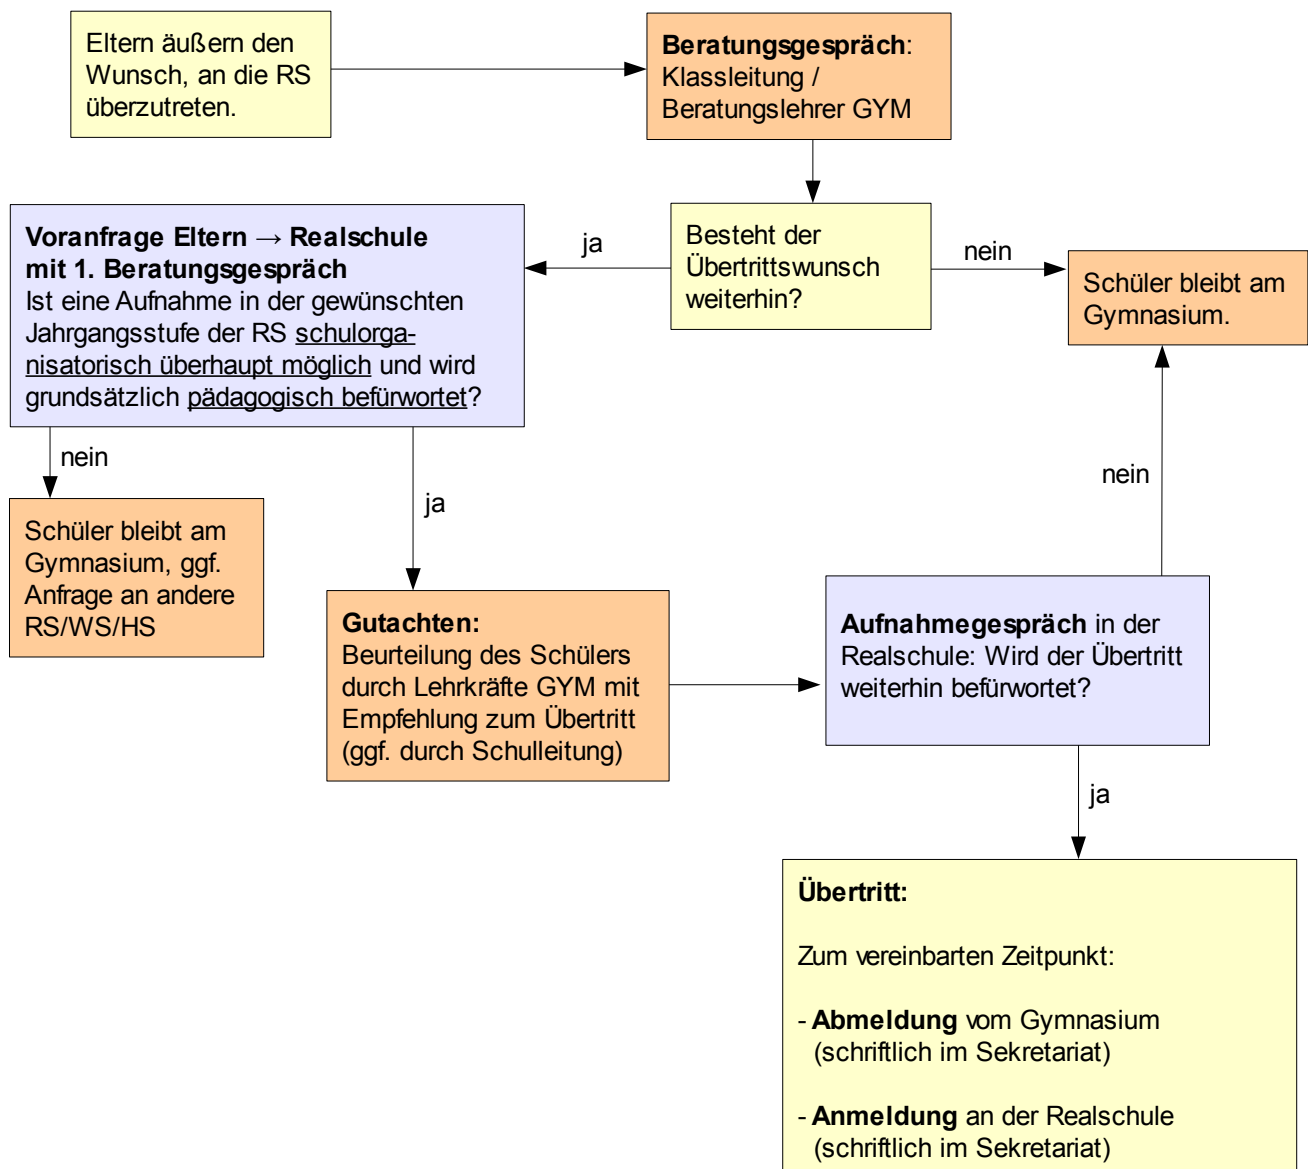 Eltern äußern den
Wunsch, an die RS
überzutreten.
Beratungsgespräch:
Klassleitung /
Beratungslehrer GYM
Besteht der
Übertrittswunsch
weiterhin?
ja
nein
Voranfrage Eltern → Realschule
mit 1. Beratungsgespräch
Ist eine Aufnahme in der gewünschten
Jahrgangsstufe der RS schulorga-
nisatorisch überhaupt möglich und wird
grundsätzlich pädagogisch befürwortet?
Schüler bleibt am
Gymnasium.
nein
ja
nein
Schüler bleibt am
Gymnasium, ggf.
Anfrage an andere
RS/WS/HS
Gutachten:
Beurteilung des Schülers
durch Lehrkräfte GYM mit
Empfehlung zum Übertritt
(ggf. durch Schulleitung)
Aufnahmegespräch in der
Realschule: Wird der Übertritt
weiterhin befürwortet?
ja
Übertritt:
Zum vereinbarten Zeitpunkt:
- Abmeldung vom Gymnasium
(schriftlich im Sekretariat)
- Anmeldung an der Realschule
(schriftlich im Sekretariat)